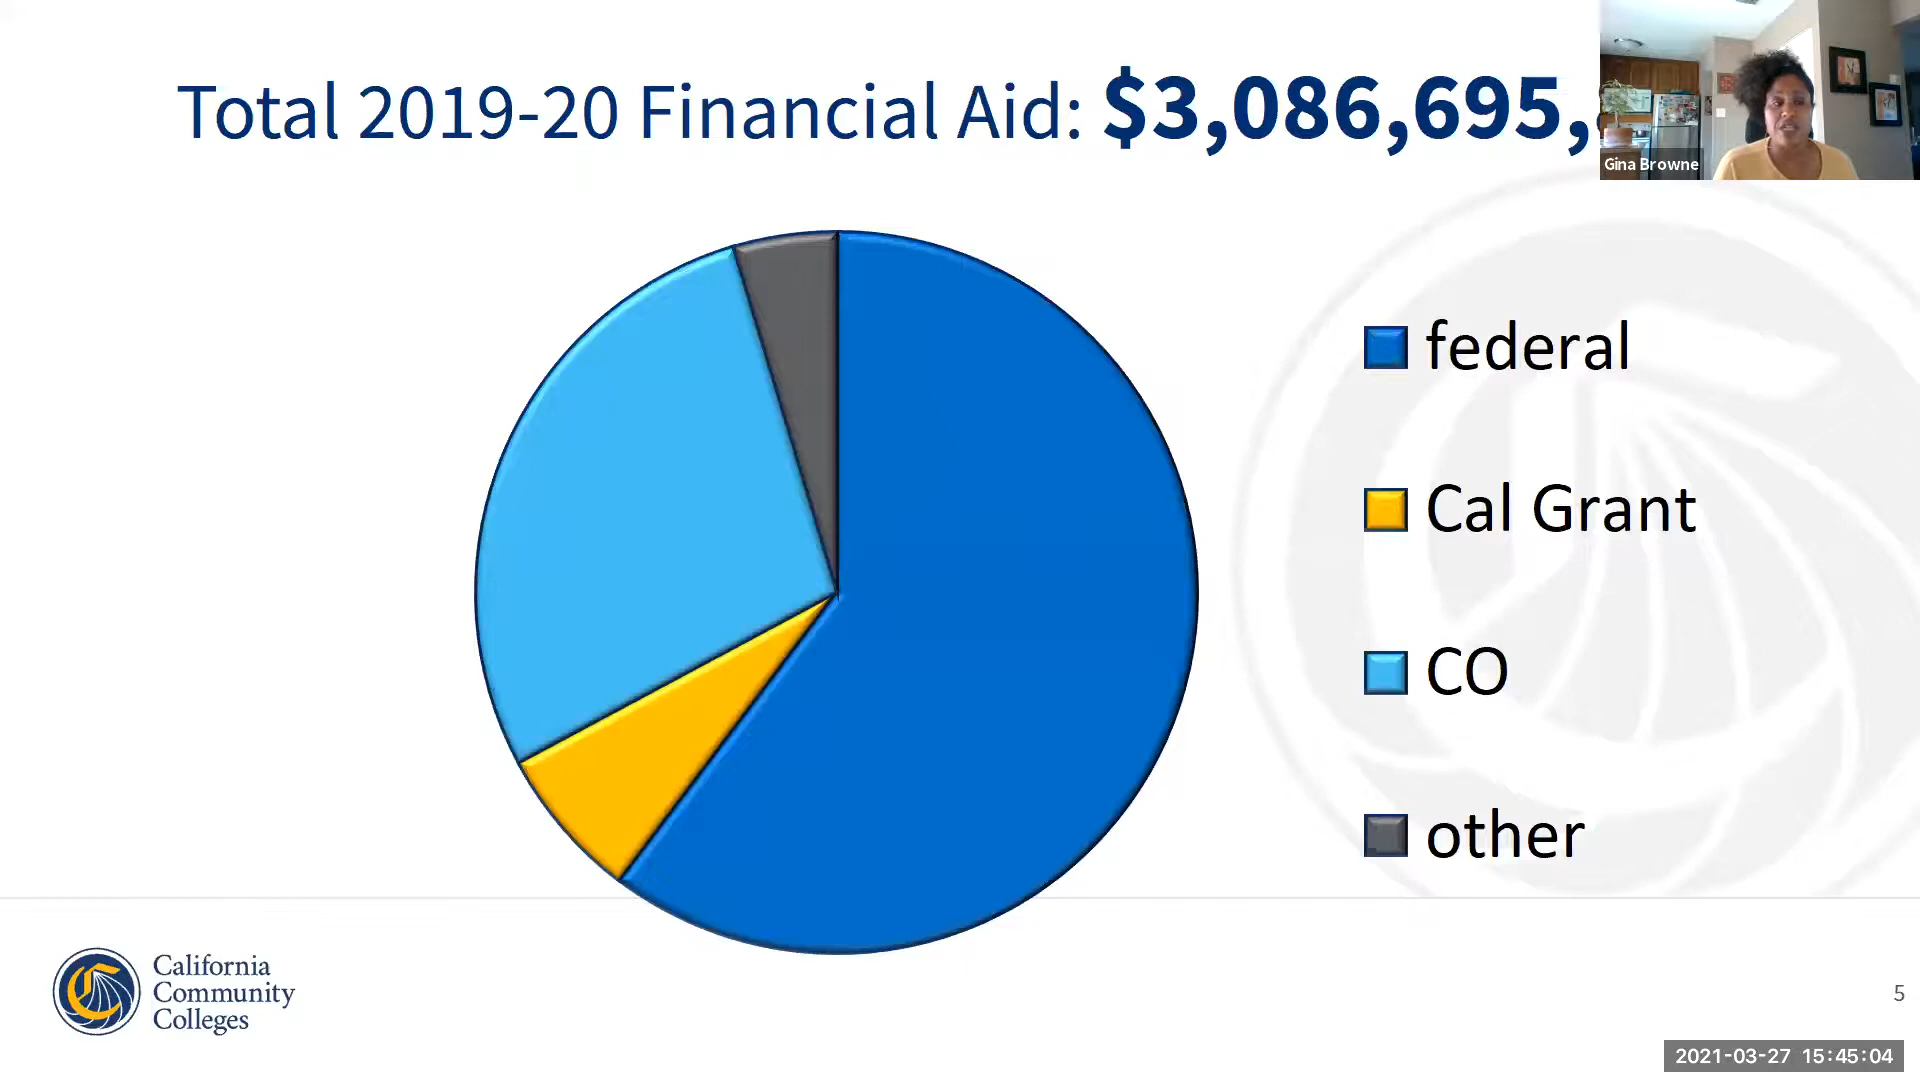 Total 2019-20 Financial Aid: $3,086,695,
Gina Browne
federal
Cal Grant
CO
other
California
Community
Colleges
5
2021-03-27 15:45:04